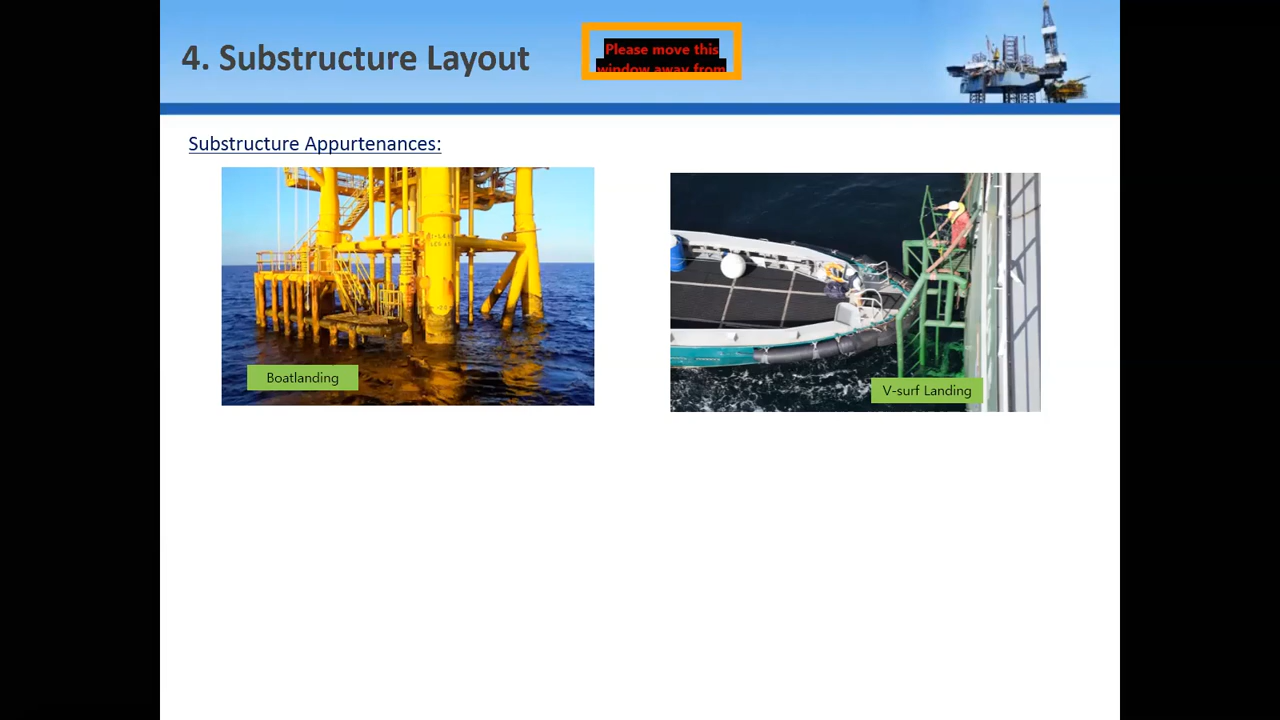 4. Substructure Layout
Please move this
window away from
Substructure Appurtenances:
Boatlanding
V-surf Landing